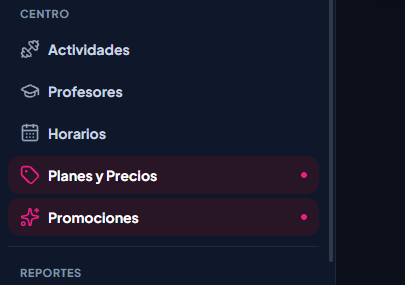 CENTRO
Actividades
Profesores
Horarios
Planes y Precios
Promociones
REPORTES